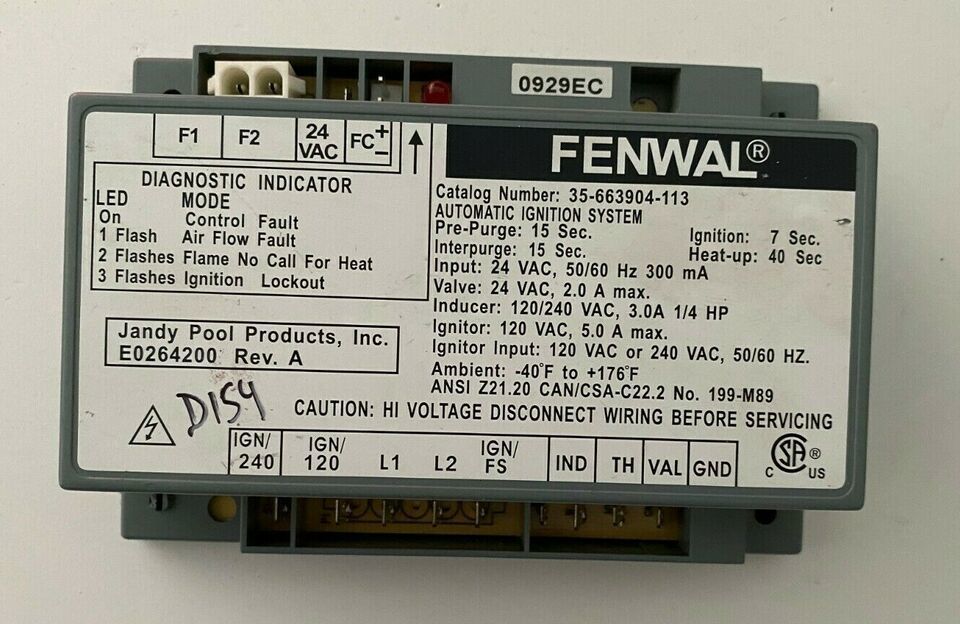 0929EC
F1 F2 24 VAC FC + –
FENWAL®
DIAGNOSTIC INDICATOR
LED MODE
On Control Fault
1 Flash Air Flow Fault
2 Flashes Flame No Call For Heat
3 Flashes Ignition Lockout
Catalog Number: 35-663904-113
AUTOMATIC IGNITION SYSTEM
Pre-Purge: 15 Sec. Ignition: 7 Sec.
Interpurge: 15 Sec. Heat-up: 40 Sec
Input: 24 VAC, 50/60 Hz 300 mA
Valve: 24 VAC, 2.0 A max.
Inducer: 120/240 VAC, 3.0A 1/4 HP
Ignitor: 120 VAC, 5.0 A max.
Ignitor Input: 120 VAC or 240 VAC, 50/60 HZ.
Ambient: -40°F to +176°F
ANSI Z21.20 CAN/CSA-C22.2 No. 199-M89
Jandy Pool Products, Inc.
E0264200 Rev. A
D154
CAUTION: HI VOLTAGE DISCONNECT WIRING BEFORE SERVICING
IGN/ 240 IGN/ 120 L1 L2 IGN/ FS IND TH VAL GND
C SA ® US